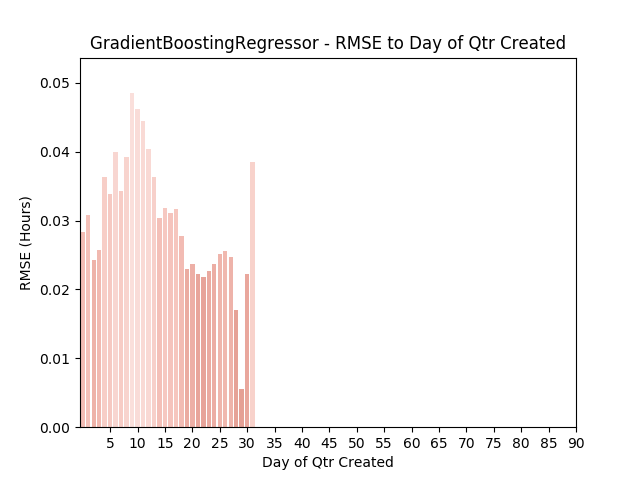 GradientBoostingRegressor - RMSE to Day of Qtr Created
0.05
0.04
0.03
0.02
0.01
0.00
RMSE (Hours)
5 10 15 20 25 30 35 40 45 50 55 60 65 70 75 80 85 90
Day of Qtr Created